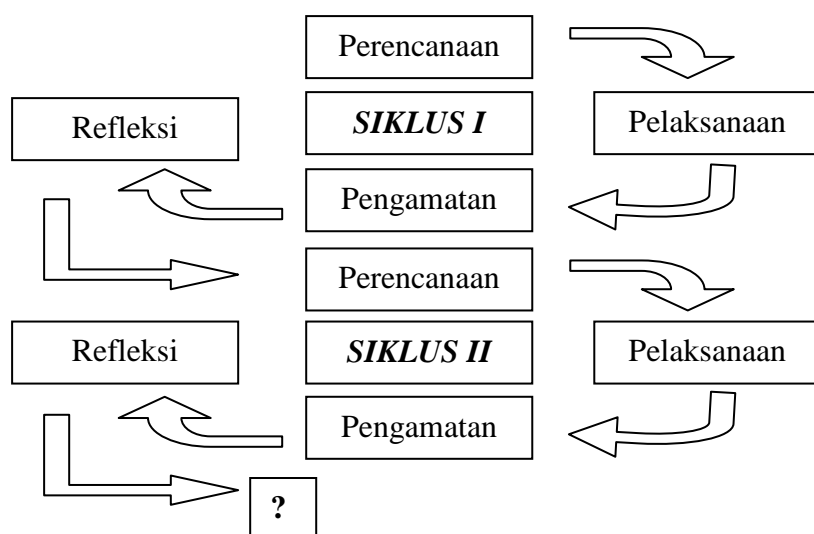 Perencanaan
Refleksi
SIKLUS I
Pelaksanaan
Pengamatan
Perencanaan
Refleksi
SIKLUS II
Pelaksanaan
Pengamatan
?